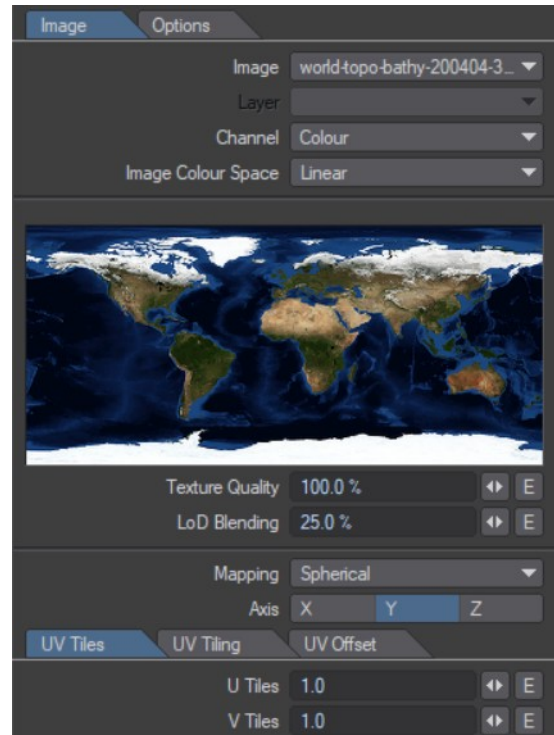 Image Options
Image world-topo-bathy-200404-3...
Layer
Channel Colour
Image Colour Space Linear
Texture Quality 100.0 % E
LoD Blending 25.0 % E
Mapping Spherical
Axis X Y Z
UV Tiles UV Tiling UV Offset
U Tiles 1.0 E
V Tiles 1.0 E